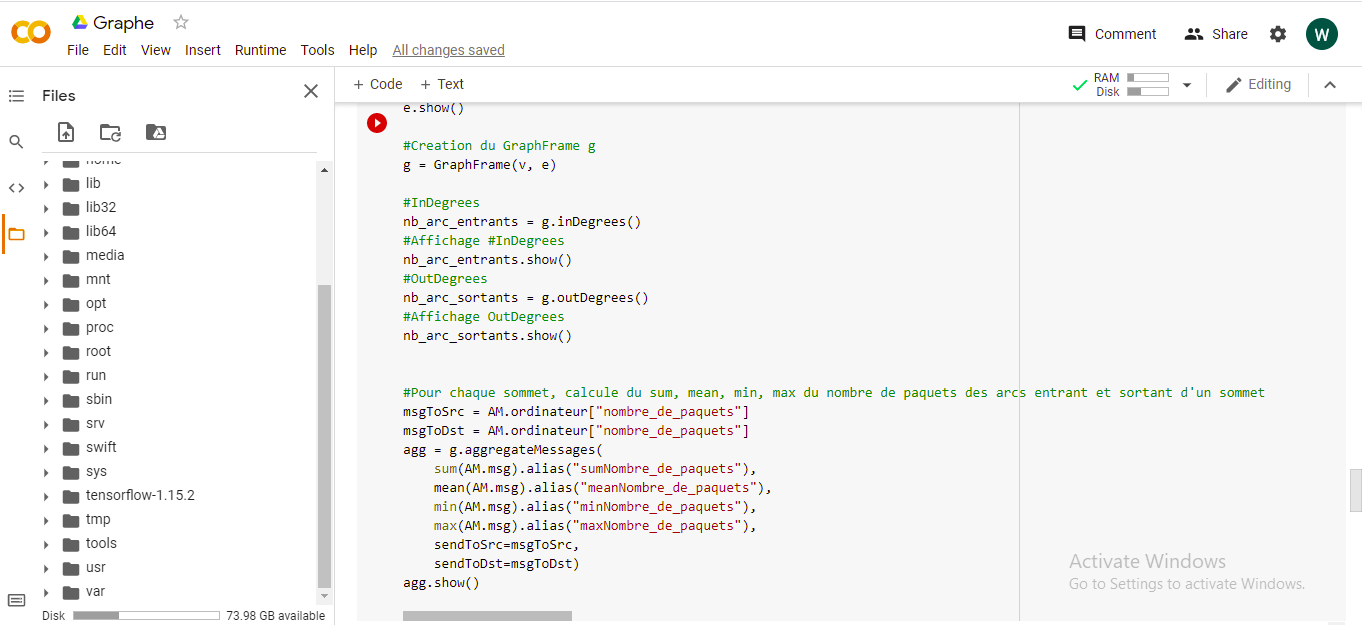 Graphe
File Edit View Insert Runtime Tools Help All changes saved
Comment
Share
W
Files
home
lib
lib32
lib64
media
mnt
opt
proc
root
run
sbin
srv
swift
sys
tensorflow-1.15.2
tmp
tools
usr
var
Disk 73.98 GB available
+ Code + Text
RAM
Disk
Editing
e.show()
#Creation du GraphFrame g
g = GraphFrame(v, e)
#InDegrees
nb_arc_entrants = g.inDegrees()
#Affichage #InDegrees
nb_arc_entrants.show()
#OutDegrees
nb_arc_sortants = g.outDegrees()
#Affichage OutDegrees
nb_arc_sortants.show()
#Pour chaque sommet, calcule du sum, mean, min, max du nombre de paquets des arcs entrant et sortant d'un sommet
msgToSrc = AM.ordinateur["nombre_de_paquets"]
msgToDst = AM.ordinateur["nombre_de_paquets"]
agg = g.aggregateMessages(
sum(AM.msg).alias("sumNombre_de_paquets"),
mean(AM.msg).alias("meanNombre_de_paquets"),
min(AM.msg).alias("minNombre_de_paquets"),
max(AM.msg).alias("maxNombre_de_paquets"),
sendToSrc=msgToSrc,
sendToDst=msgToDst)
agg.show()
Activate Windows
Go to Settings to activate Windows.